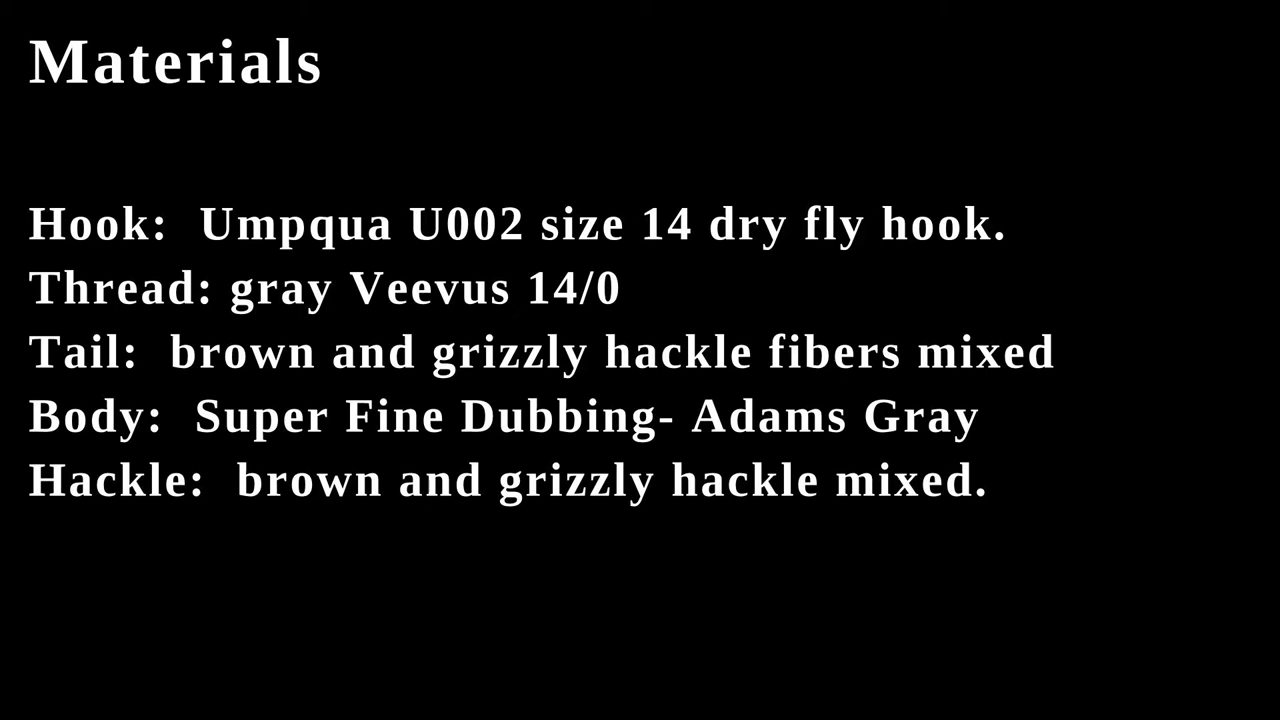 Materials
Hook:  Umpqua U002 size 14 dry fly hook.
Thread: gray Veevus 14/0
Tail:  brown and grizzly hackle fibers mixed
Body:  Super Fine Dubbing- Adams Gray
Hackle:  brown and grizzly hackle mixed.